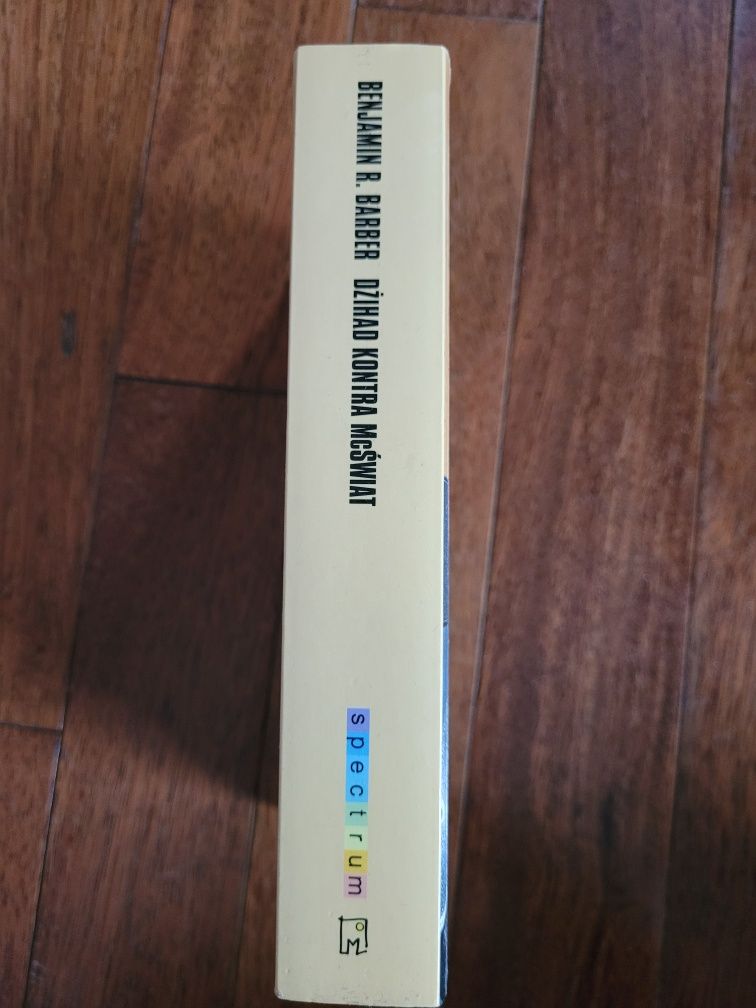 BENJAMIN R. BARBER DŻIHAD KONTRA McŚWIAT
spectrum
M